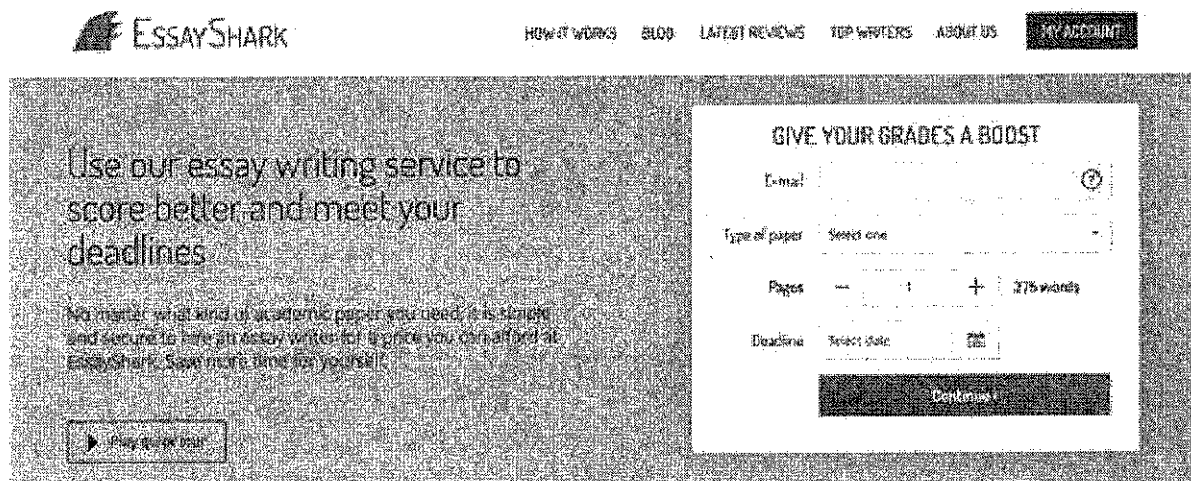 ESSAYSHARK
HOW IT WORKS BLOG LATEST REVIEWS TOP WRITERS ABOUT US MY ACCOUNT
Use our essay writing service to
score better and meet your
deadlines
No matter what kind of academic paper you need, it is simple
and secure to hire an essay writer for a price you can afford at
EssayShark. Save more time for yourself.
Play quick tour
GIVE YOUR GRADES A BOOST
E-mail
?
Type of paper Select one
Pages − 1 + 275 words
Deadline Select date
Continue ›